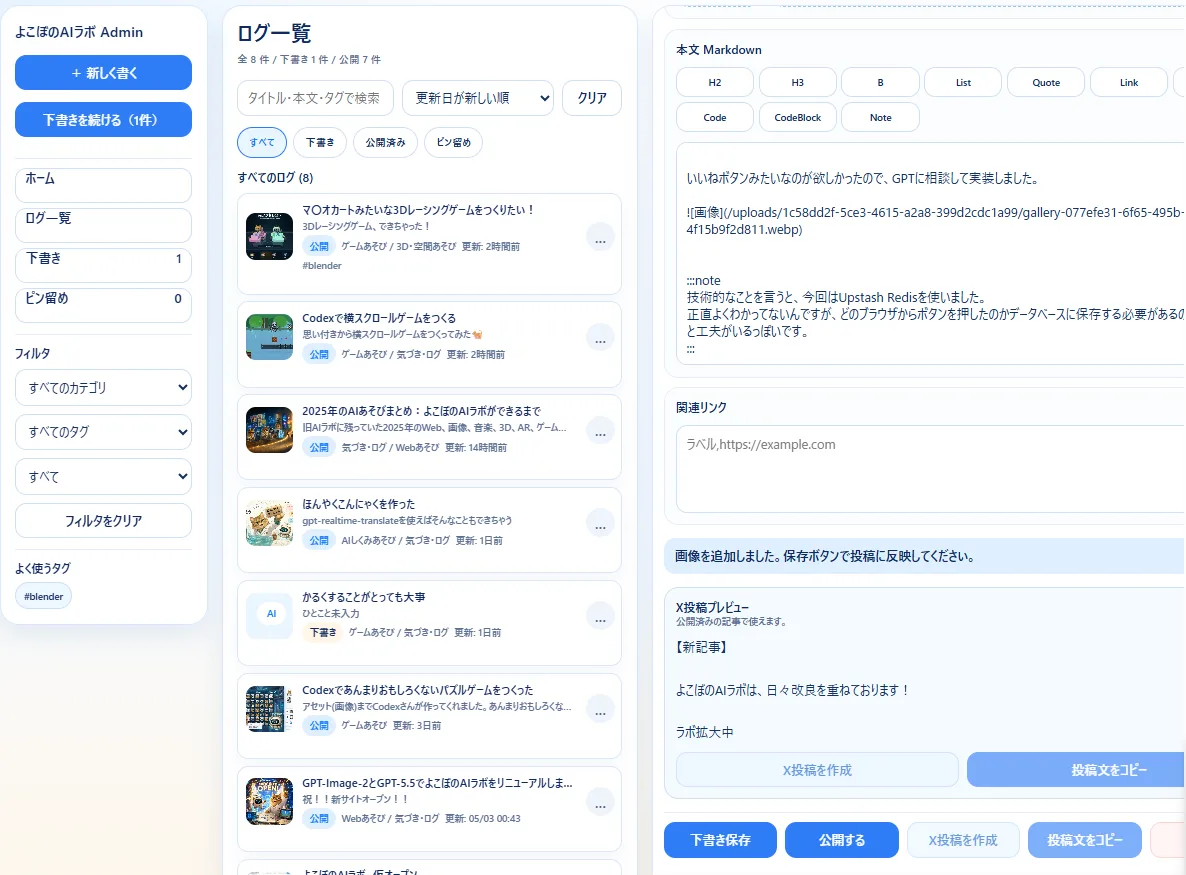 よこぼのAIラボ Admin
＋ 新しく書く
下書きを続ける（1件）
ホーム
ログ一覧
下書き 1
ピン留め 0
フィルタ
すべてのカテゴリ
すべてのタグ
すべて
フィルタをクリア
よく使うタグ
#blender
ログ一覧
全 8 件 / 下書き 1 件 / 公開 7 件
タイトル・本文・タグで検索
更新日が新しい順
クリア
すべて
下書き
公開済み
ピン留め
すべてのログ (8)
マ〇オカートみたいな3Dレーシングゲームをつくりたい！
3Dレーシングゲーム、できちゃった！
公開 ゲームあそび / 3D・空間あそび 更新: 2時間前
#blender
...
Codexで横スクロールゲームをつくる
思い付きから横スクロールゲームをつくってみた🐿️
公開 ゲームあそび / 気づき・ログ 更新: 2時間前
...
2025年のAIあそびまとめ：よこぼのAIラボができるまで
旧AIラボに残っていた2025年のWeb、画像、音楽、3D、AR、ゲーム...
公開 気づき・ログ / Webあそび 更新: 14時間前
...
ほんやくこんにゃくを作った
gpt-realtime-translateを使えばそんなこともできちゃう
公開 AIしくみあそび / 気づき・ログ 更新: 1日前
...
AI
かるくすることがとっても大事
ひとこと未入力
下書き ゲームあそび / 気づき・ログ 更新: 1日前
...
Codexであんまりおもしろくないパズルゲームをつくった
アセット(画像)までCodexさんが作ってくれました。あんまりおもしろくな...
公開 ゲームあそび 更新: 3日前
...
GPT-Image-2とGPT-5.5でよこぼのAIラボをリニューアルしま...
祝！！新サイトオープン！！
公開 Webあそび / 気づき・ログ 更新: 05/03 00:43
...
本文 Markdown
H2
H3
B
List
Quote
Link
Code
CodeBlock
Note
いいねボタンみたいなのが欲しかったので、GPTに相談して実装しました。
![画像](/uploads/1c58dd2f-5ce3-4615-a2a8-399d2cdc1a99/gallery-077efe31-6f65-495b-
4f15b9f2d811.webp)
:::note
技術的なことを言うと、今回はUpstash Redisを使いました。
正直よくわかってないんですが、どのブラウザからボタンを押したのかデータベースに保存する必要があるの
と工夫がいるっぽいです。
:::
関連リンク
ラベル,https://example.com
画像を追加しました。保存ボタンで投稿に反映してください。
X投稿プレビュー
公開済みの記事で使えます。
【新記事】
よこぼのAIラボは、日々改良を重ねております！
ラボ拡大中
X投稿を作成
投稿文をコピー
下書き保存
公開する
X投稿を作成
投稿文をコピー